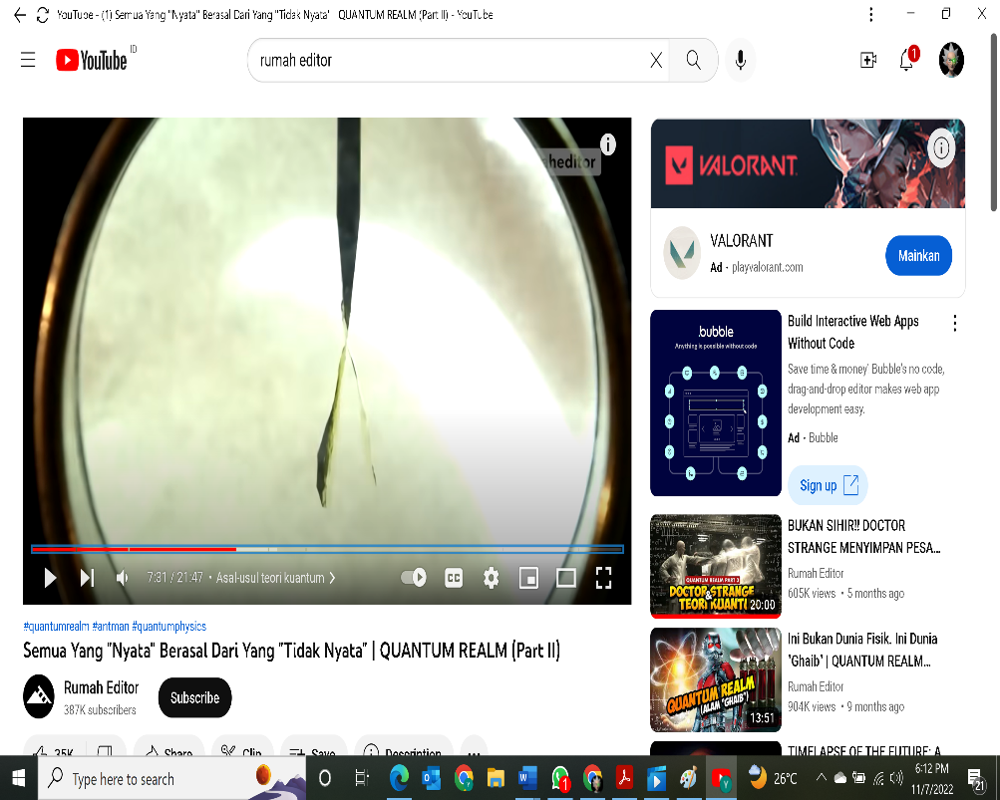 YouTube - (1) Semua Yang "Nyata" Berasal Dari Yang "Tidak Nyata" QUANTUM REALM (Part II) - YouTube
YouTube ID
rumah editor
1
heditor
7:31 / 21:47 • Asal-usul teori kuantum
CC
#quantumrealm #antman #quantumphysics
Semua Yang "Nyata" Berasal Dari Yang "Tidak Nyata" | QUANTUM REALM (Part II)
Rumah Editor
387K subscribers
Subscribe
35K Share Clip Save Description
VALORANT
VALORANT
Ad • playvalorant.com
Mainkan
.bubble
Anything is possible without code
Build Interactive Web Apps
Without Code
Save time & money! Bubble's no code,
drag-and-drop editor makes web app
development easy.
Ad • Bubble
Sign up
QUANTUM REALM PART 3
DOCTOR STRANGE
&
TEORI KUANTUM
20:00
BUKAN SIHIR!! DOCTOR
STRANGE MENYIMPAN PESA...
Rumah Editor
605K views • 5 months ago
QUANTUM REALM
(ALAM "GHAIB")
13:51
Ini Bukan Dunia Fisik. Ini Dunia
"Ghaib" | QUANTUM REALM...
Rumah Editor
904K views • 9 months ago
TIMELAPSE OF THE FUTURE: A
Type here to search
1
26°C
6:12 PM
11/7/2022
21